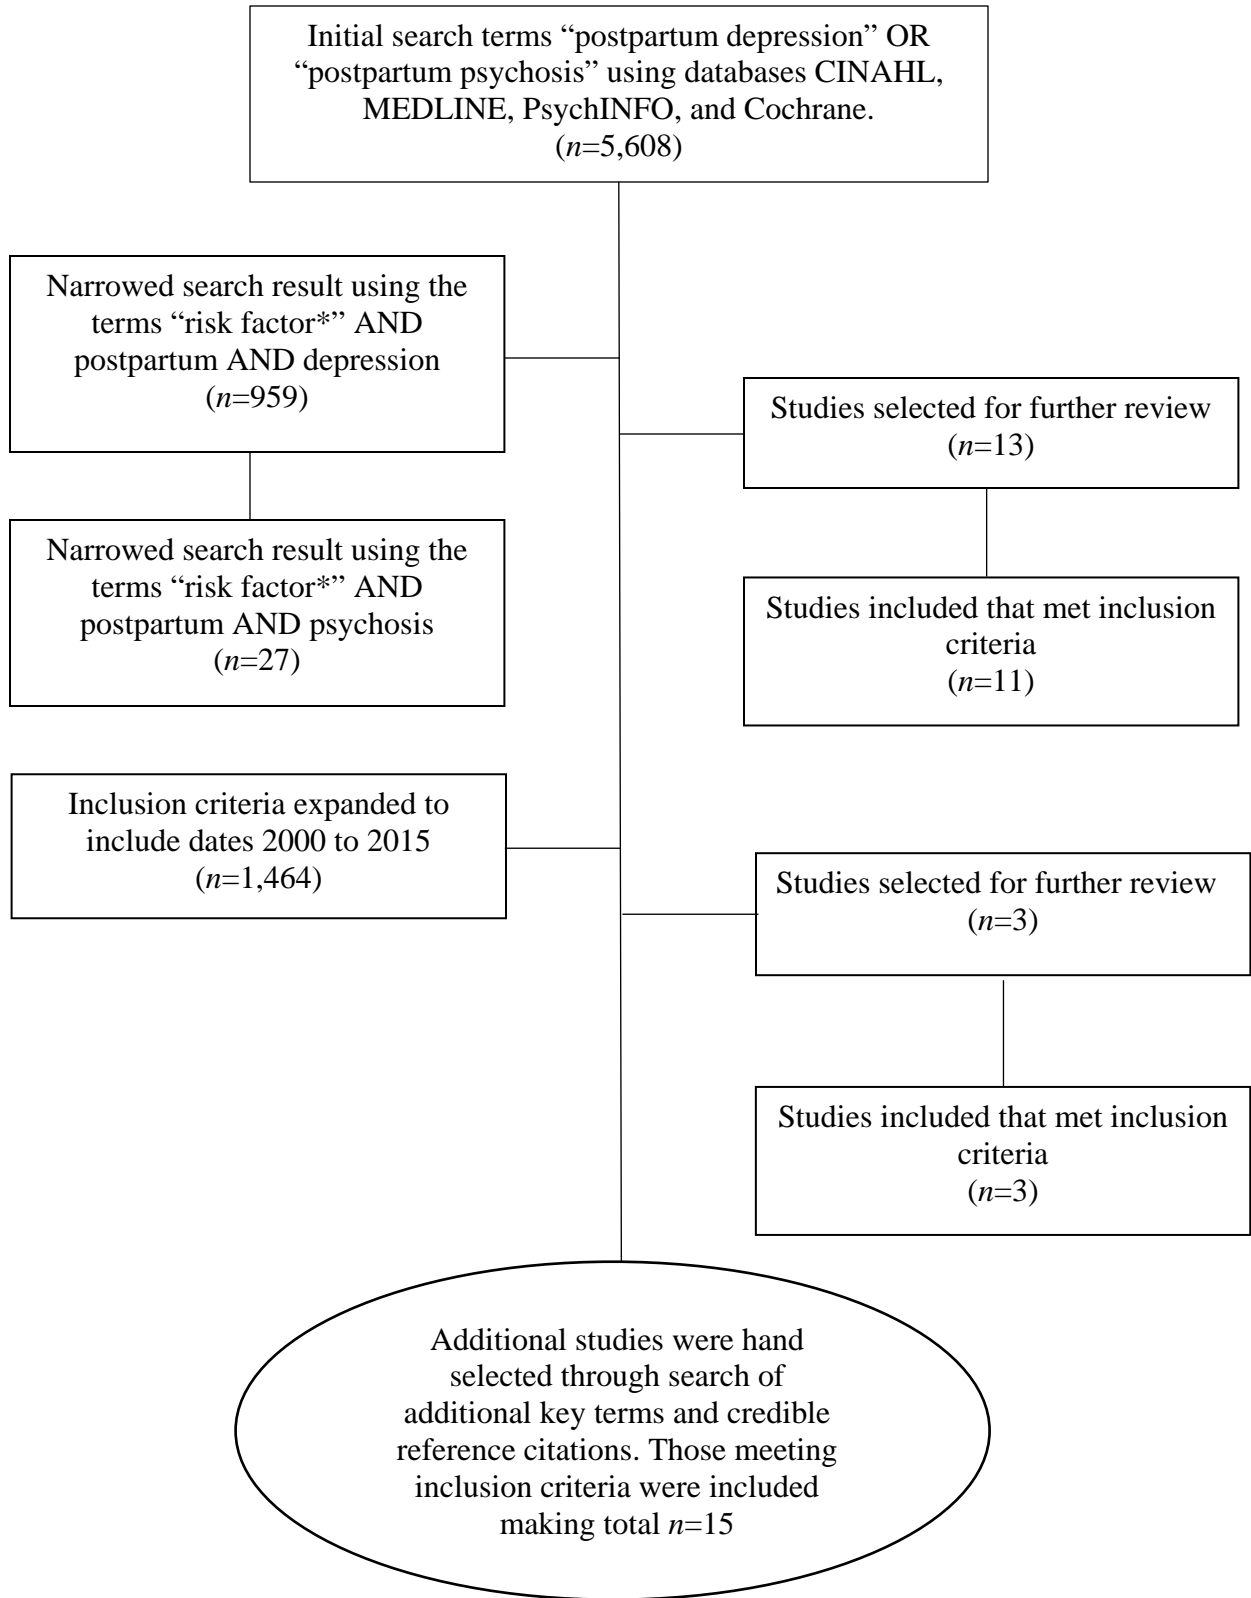 Initial search terms “postpartum depression” OR
“postpartum psychosis” using databases CINAHL,
MEDLINE, PsychINFO, and Cochrane.
(n=5,608)
Narrowed search result using the
terms “risk factor*” AND
postpartum AND depression
(n=959)
Studies selected for further review
(n=13)
Narrowed search result using the
terms “risk factor*” AND
postpartum AND psychosis
(n=27)
Studies included that met inclusion
criteria
(n=11)
Inclusion criteria expanded to
include dates 2000 to 2015
(n=1,464)
Studies selected for further review
(n=3)
Studies included that met inclusion
criteria
(n=3)
Additional studies were hand
selected through search of
additional key terms and credible
reference citations. Those meeting
inclusion criteria were included
making total n=15